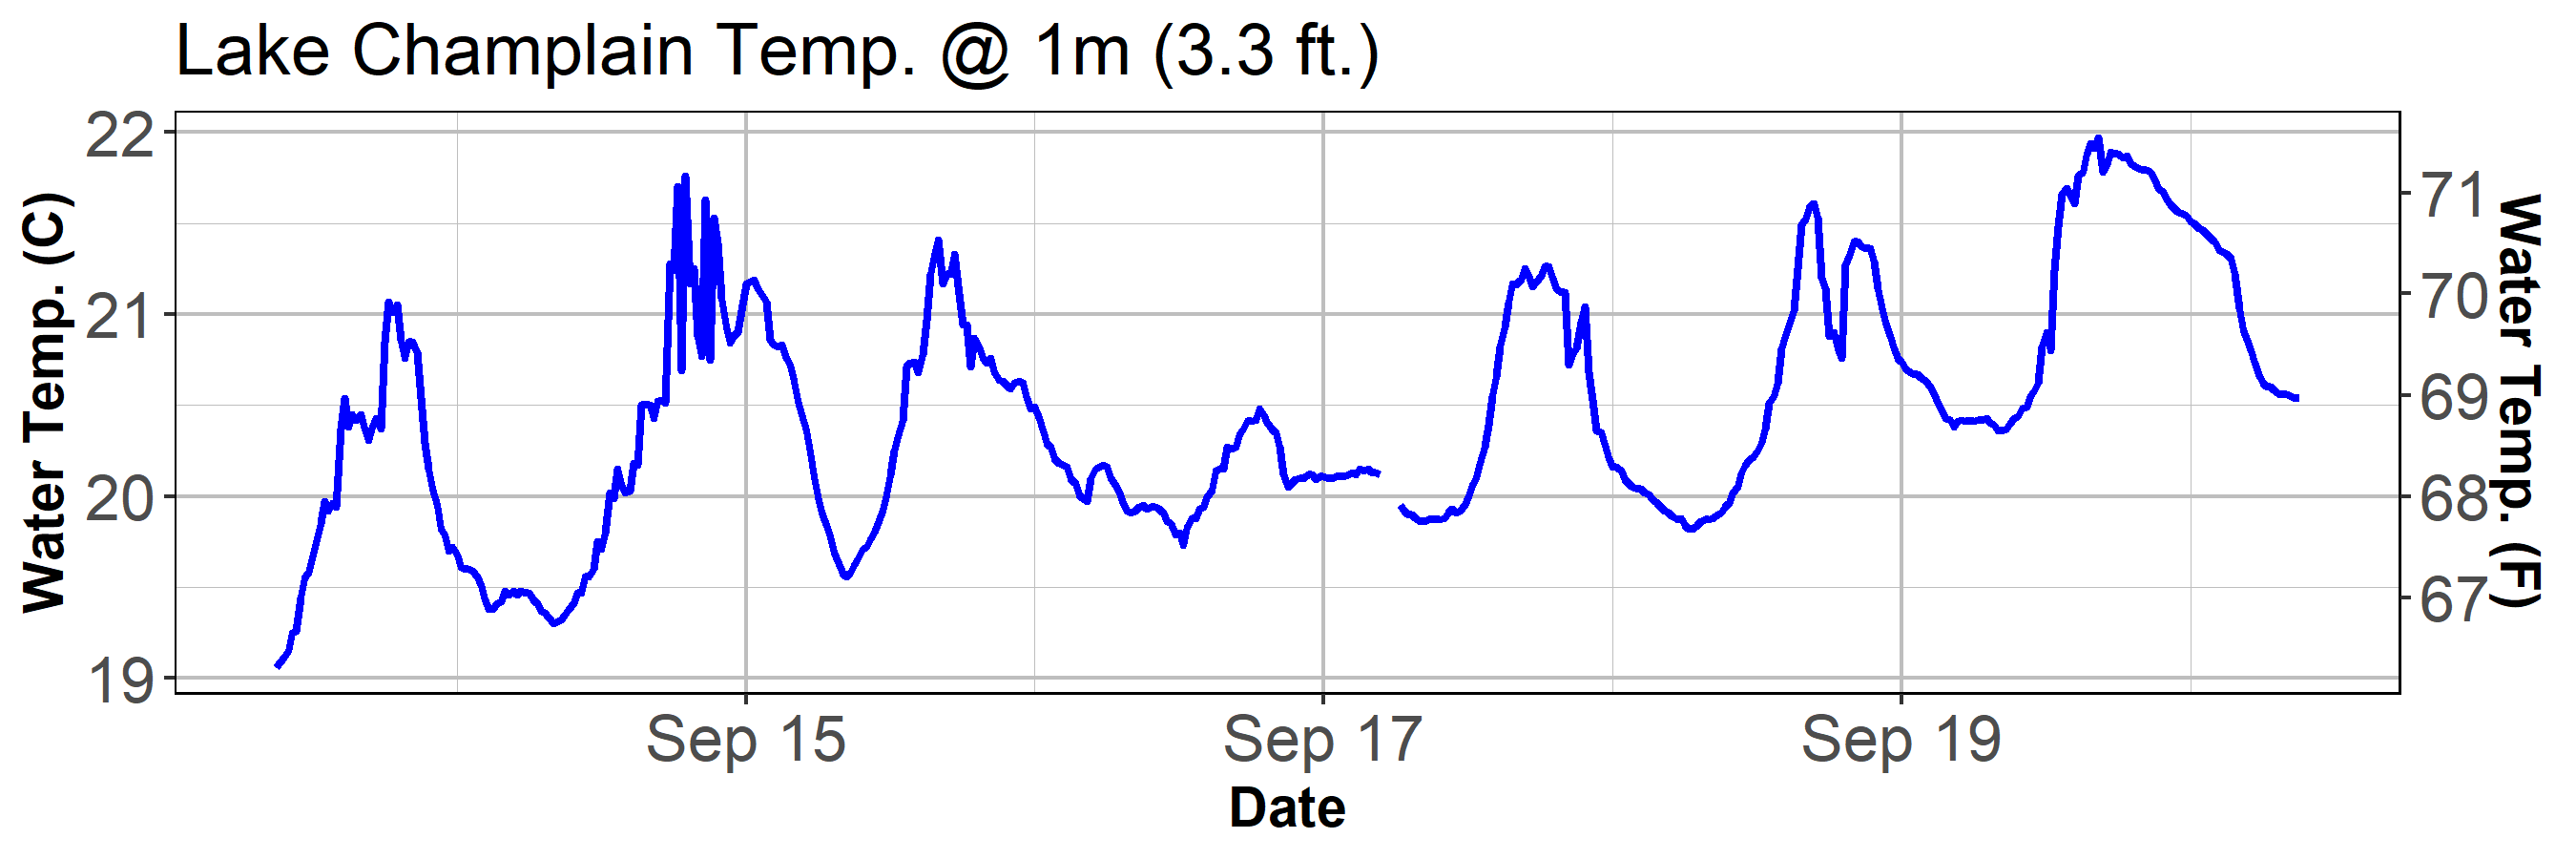 Lake Champlain Temp. @ 1m (3.3 ft.)
Water Temp. (C)
22
21
20
19
71
70
69
68
67
Water Temp. (F)
Sep 15
Sep 17
Sep 19
Date